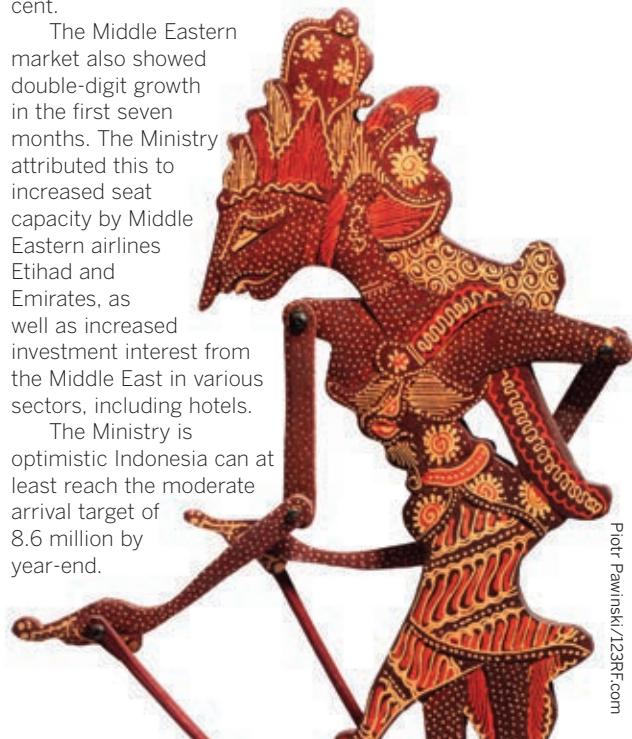 cent.
The Middle Eastern
market also showed
double-digit growth
in the first seven
months. The Ministry
attributed this to
increased seat
capacity by Middle
Eastern airlines
Etihad and
Emirates, as
well as increased
investment interest from
the Middle East in various
sectors, including hotels.
The Ministry is
optimistic Indonesia can at
least reach the moderate
arrival target of
8.6 million by
year-end.
Piotr Pawinski/123RF.com